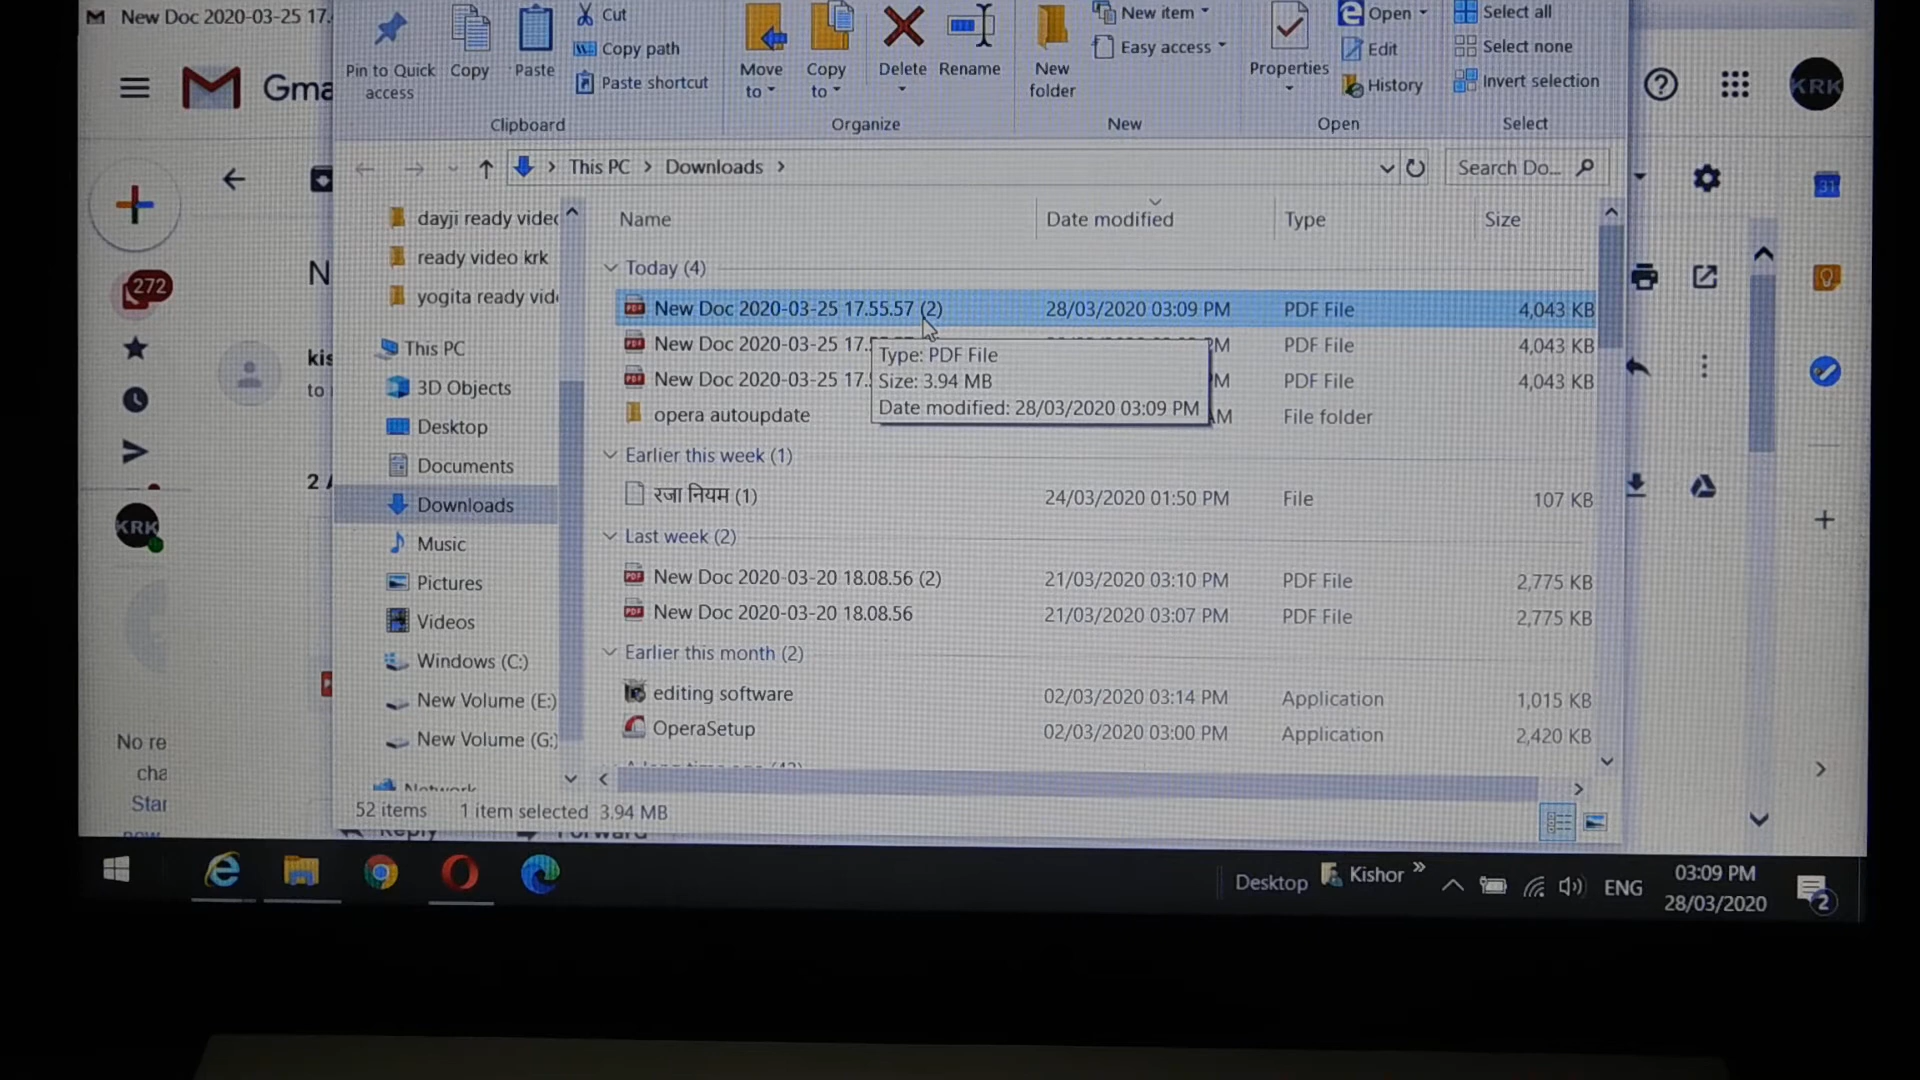 New Doc 2020-03-25 17.
Gma
KRK
272
kis
to
2
KRK
No re
cha
Star
now
Pin to Quick access
Copy
Paste
Cut
Copy path
Paste shortcut
Clipboard
Move to
Copy to
Delete
Rename
Organize
New item
Easy access
New folder
New
Properties
Open
Edit
History
Open
Select all
Select none
Invert selection
Select
This PC
Downloads
Search Do...
31
dayji ready videc
ready video krk
yogita ready vide
This PC
3D Objects
Desktop
Documents
Downloads
Music
Pictures
Videos
Windows (C:)
New Volume (E:)
New Volume (G:)
Network
Name Date modified Type Size
Today (4)
New Doc 2020-03-25 17.55.57 (2) 28/03/2020 03:09 PM PDF File 4,043 KB
New Doc 2020-03-25 17. M PDF File 4,043 KB
New Doc 2020-03-25 17. M PDF File 4,043 KB
opera autoupdate M File folder
Type: PDF File
Size: 3.94 MB
Date modified: 28/03/2020 03:09 PM
Earlier this week (1)
रजा नियम (1) 24/03/2020 01:50 PM File 107 KB
Last week (2)
New Doc 2020-03-20 18.08.56 (2) 21/03/2020 03:10 PM PDF File 2,775 KB
New Doc 2020-03-20 18.08.56 21/03/2020 03:07 PM PDF File 2,775 KB
Earlier this month (2)
editing software 02/03/2020 03:14 PM Application 1,015 KB
OperaSetup 02/03/2020 03:00 PM Application 2,420 KB
52 items 1 item selected 3.94 MB
Reply Forward
Desktop Kishor ENG
03:09 PM
28/03/2020
2